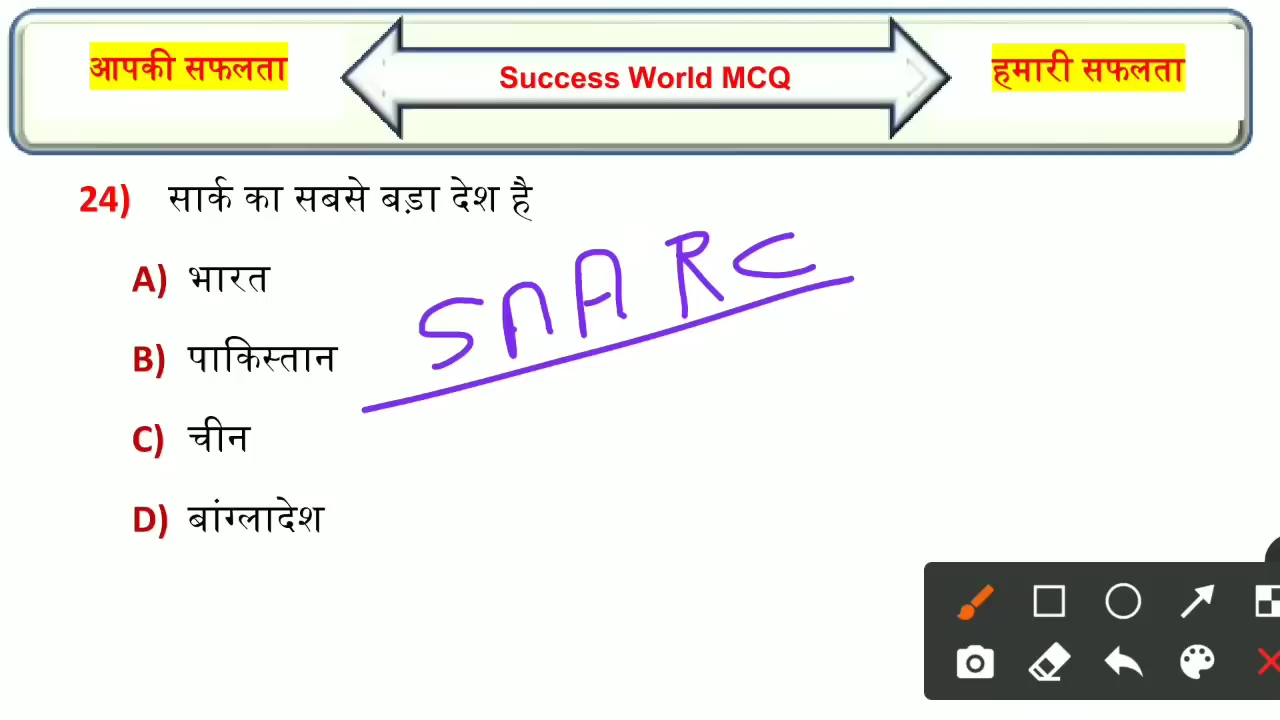 आपकी सफलता
Success World MCQ
हमारी सफलता
24) सार्क का सबसे बड़ा देश है
A) भारत
B) पाकिस्तान
C) चीन
D) बांग्लादेश
SAARC